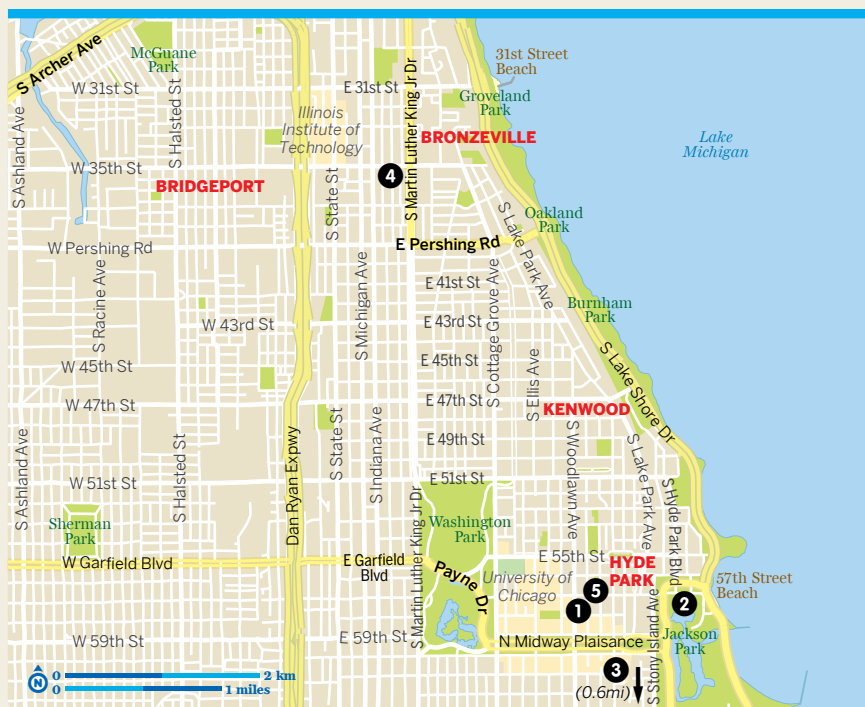 McGuane
Park
S Archer Ave
W 31st St
S Halsted St
S Ashland Ave
Illinois
Institute of
Technology
E 31st St
S Martin Luther King Jr Dr
31st Street
Beach
Groveland
Park
BRONZEVILLE
Lake
Michigan
W 35th St
BRIDGEPORT
4
S State St
S Lake Park Ave
Oakland
Park
W Pershing Rd
E Pershing Rd
S Racine Ave
S Michigan Ave
E 41st St
S Cottage Grove Ave
Burnham
Park
W 43rd St
E 43rd St
S Lake Shore Dr
W 45th St
E 45th St
S Ellis Ave
W 47th St
E 47th St
KENWOOD
S Ashland Ave
S Halsted St
Dan Ryan Expwy
S State St
S Indiana Ave
E 49th St
S Woodlawn Ave
S Lake Park Ave
W 51st St
E 51st St
S Hyde Park Blvd
Sherman
Park
S Martin Luther King Jr Dr
Washington
Park
W Garfield Blvd
E Garfield
Blvd
Payne Dr
E 55th St
HYDE
PARK
University of
Chicago
5
1
2
57th Street
Beach
S Stony Island Ave
Jackson
Park
W 59th St
E 59th St
N Midway Plaisance
3
(0.6mi)
N
0
2 km
0
1 miles